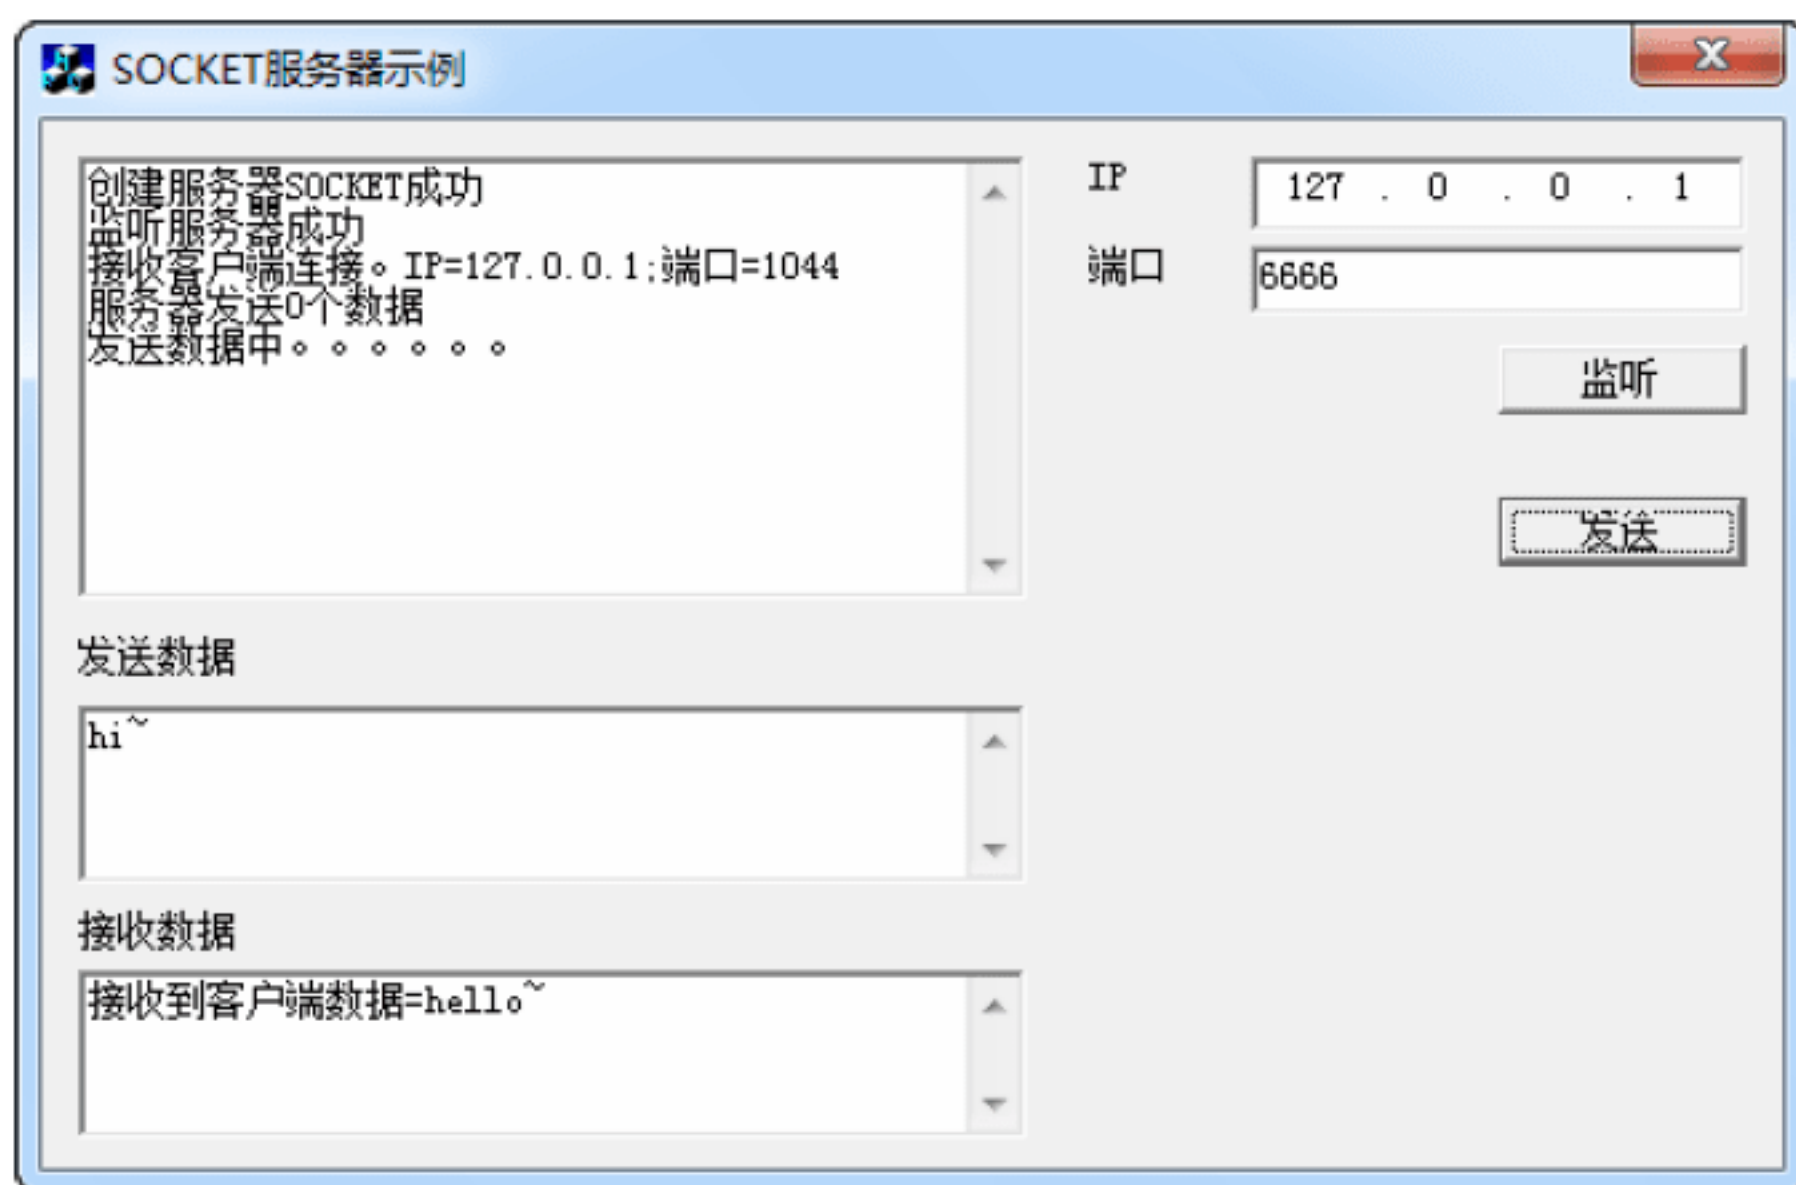 SOCKET服务器示例
创建服务器SOCKET成功
监听服务器成功
接收客户端连接。IP=127.0.0.1;端口=1044
服务器发送0个数据
发送数据中。。。。。。
IP
127 . 0 . 0 . 1
端口
6666
监听
发送
发送数据
hi~
接收数据
接收到客户端数据=hello~